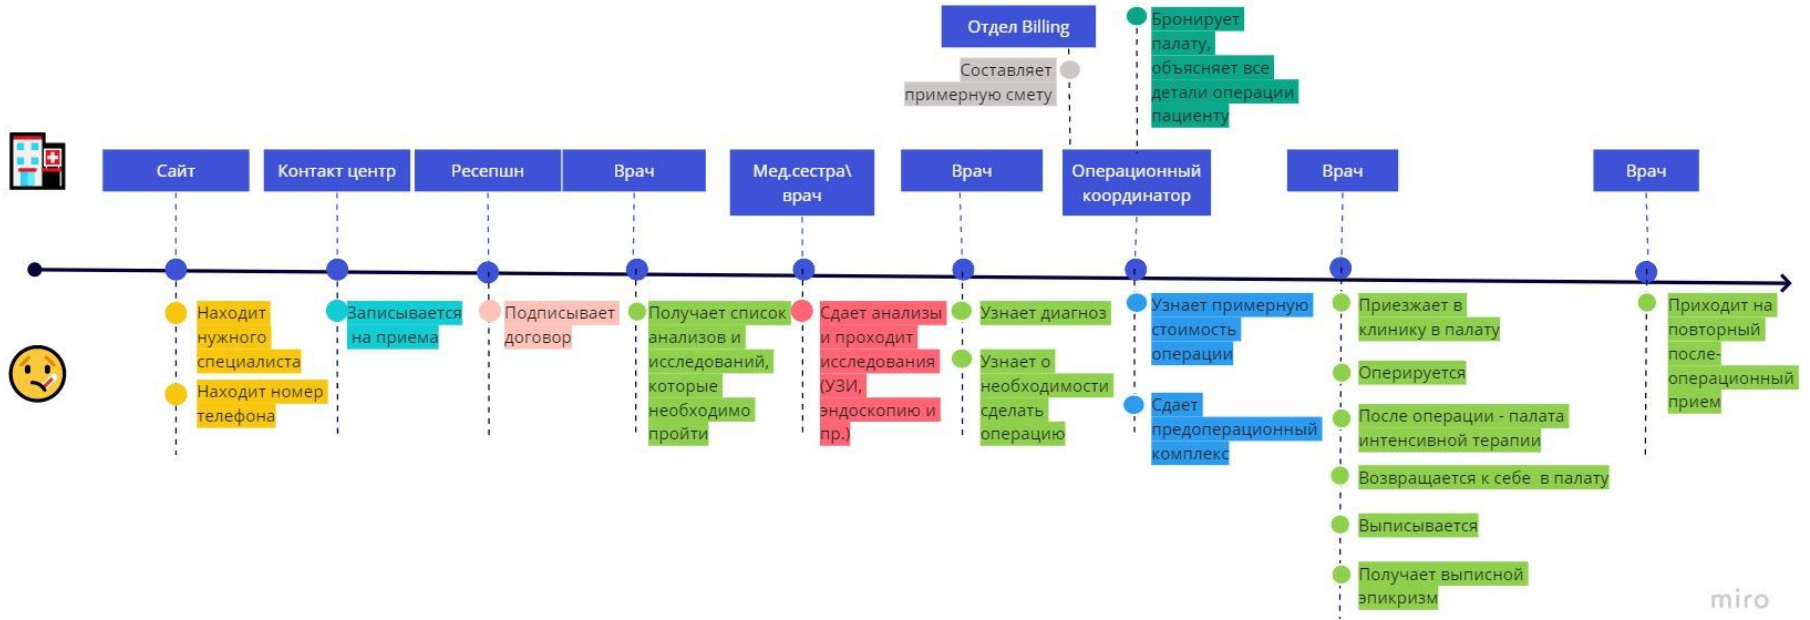 Отдел Billing
Составляет
примерную смету
Бронирует
палату,
объясняет все
детали операции
пациенту
Сайт
Контакт центр
Ресепшн
Врач
Мед.сестра\
врач
Врач
Операционный
координатор
Врач
Врач
Находит
нужного
специалиста
Находит номер
телефона
Записывается
на приема
Подписывает
договор
Получает список
анализов и
исследований,
которые
необходимо
пройти
Сдает анализы
и проходит
исследования
(УЗИ,
эндоскопию и
пр.)
Узнает диагноз
Узнает о
необходимости
сделать
операцию
Узнает примерную
стоимость
операции
Сдает
предоперационный
комплекс
Приезжает в
клинику в палату
Оперируется
После операции - палата
интенсивной терапии
Возвращается к себе в палату
Выписывается
Получает выписной
эпикризм
Приходит на
повторный
после-
операционный
прием
miro